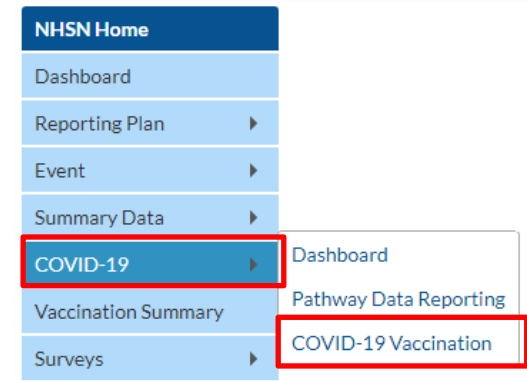 NHSN Home
Dashboard
Reporting Plan
Event
Summary Data
COVID-19
Vaccination Summary
Surveys
Dashboard
Pathway Data Reporting
COVID-19 Vaccination